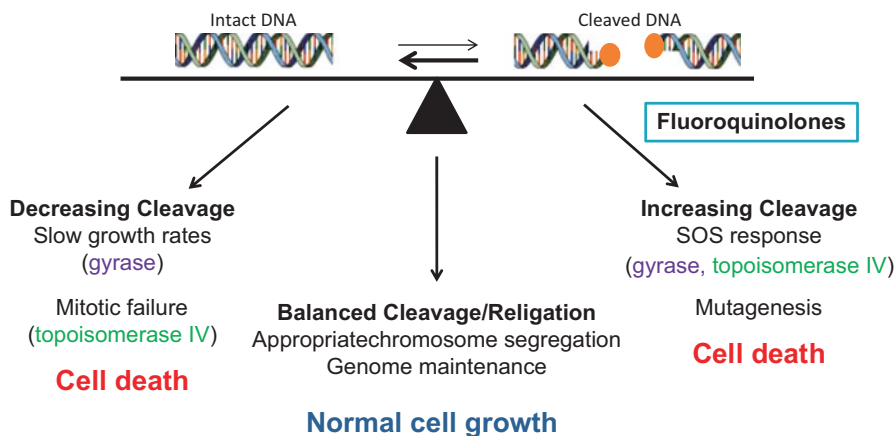 Intact DNA
Cleaved DNA
Fluoroquinolones
Decreasing Cleavage
Slow growth rates
(gyrase)
Mitotic failure
(topoisomerase IV)
Cell death
Balanced Cleavage/Religation
Appropriatechromosome segregation
Genome maintenance
Normal cell growth
Increasing Cleavage
SOS response
(gyrase, topoisomerase IV)
Mutagenesis
Cell death